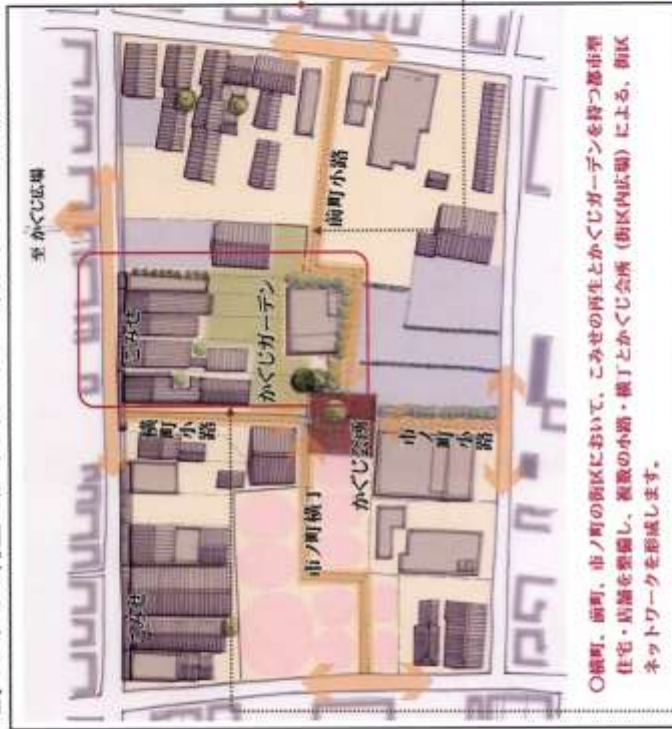 至 かぐじ広場
こみせ
こみせ
横町小路
かぐじガーデン
前町小路
市ノ町横丁
かぐじ会所
市ノ町小路
〇横町、前町、市ノ町の街区において、こみせの再生とかぐじガーデンを持つ都市型
住宅・店舗を整備し、複数の小路・横丁とかぐじ会所（街区内広場）による、街区
ネットワークを形成します。